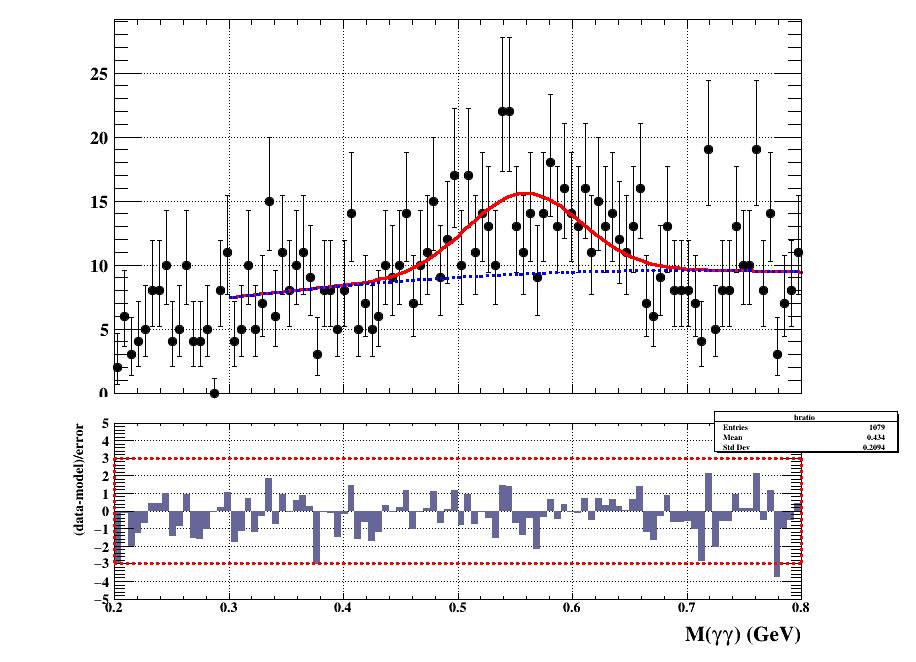 25
20
15
10
5
0
(data-model)/error
5
4
3
2
1
0
−1
−2
−3
−4
−5
hratio
Entries 1079
Mean 0.434
Std Dev 0.2094
0.2 0.3 0.4 0.5 0.6 0.7 0.8
M(γγ) (GeV)